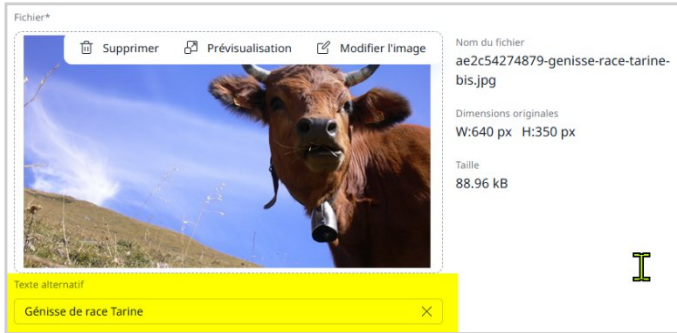 Fichier*
Supprimer
Prévisualisation
Modifier l'image
Nom du fichier
ae2c54274879-genisse-race-tarine-
bis.jpg
Dimensions originales
W:640 px H:350 px
Taille
88.96 kB
Texte alternatif
Génisse de race Tarine